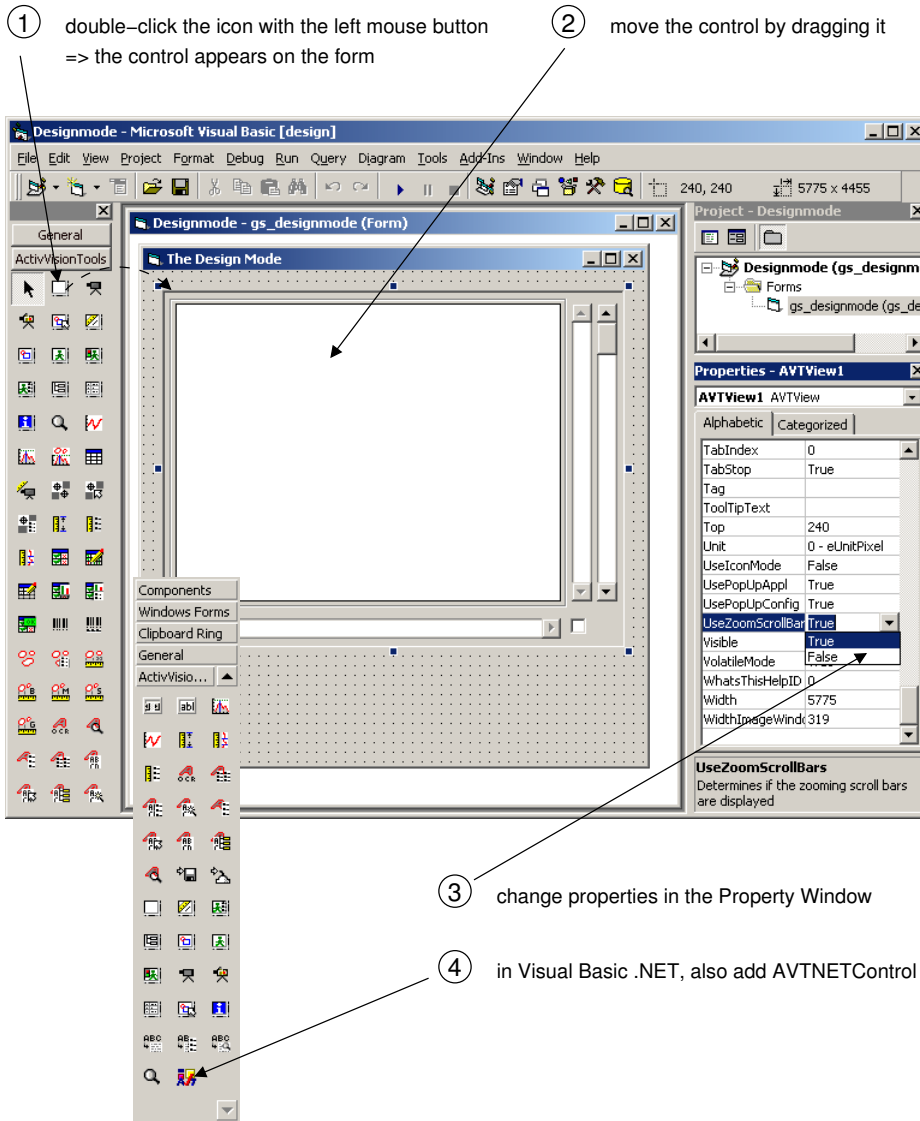 1 double–click the icon with the left mouse button
=> the control appears on the form
2 move the control by dragging it
Designmode - Microsoft Visual Basic [design]
File Edit View Project Format Debug Run Query Diagram Tools Add-Ins Window Help
240, 240 5775 x 4455
General
ActivVisionTools
Designmode - gs_designmode (Form)
The Design Mode
Project - Designmode
Designmode (gs_designm
Forms
gs_designmode (gs_de
Properties - AVTView1
AVTView1 AVTView
Alphabetic Categorized
TabIndex 0
TabStop True
Tag
ToolTipText
Top 240
Unit 0 - eUnitPixel
UseIconMode False
UsePopUpAppl True
UsePopUpConfig True
UseZoomScrollBar True
Visible True
False
VolatileMode
WhatsThisHelpID 0
Width 5775
WidthImageWindo 319
UseZoomScrollBars
Determines if the zooming scroll bars
are displayed
Components
Windows Forms
Clipboard Ring
General
ActivVisio...
3 change properties in the Property Window
4 in Visual Basic .NET, also add AVTNETControl